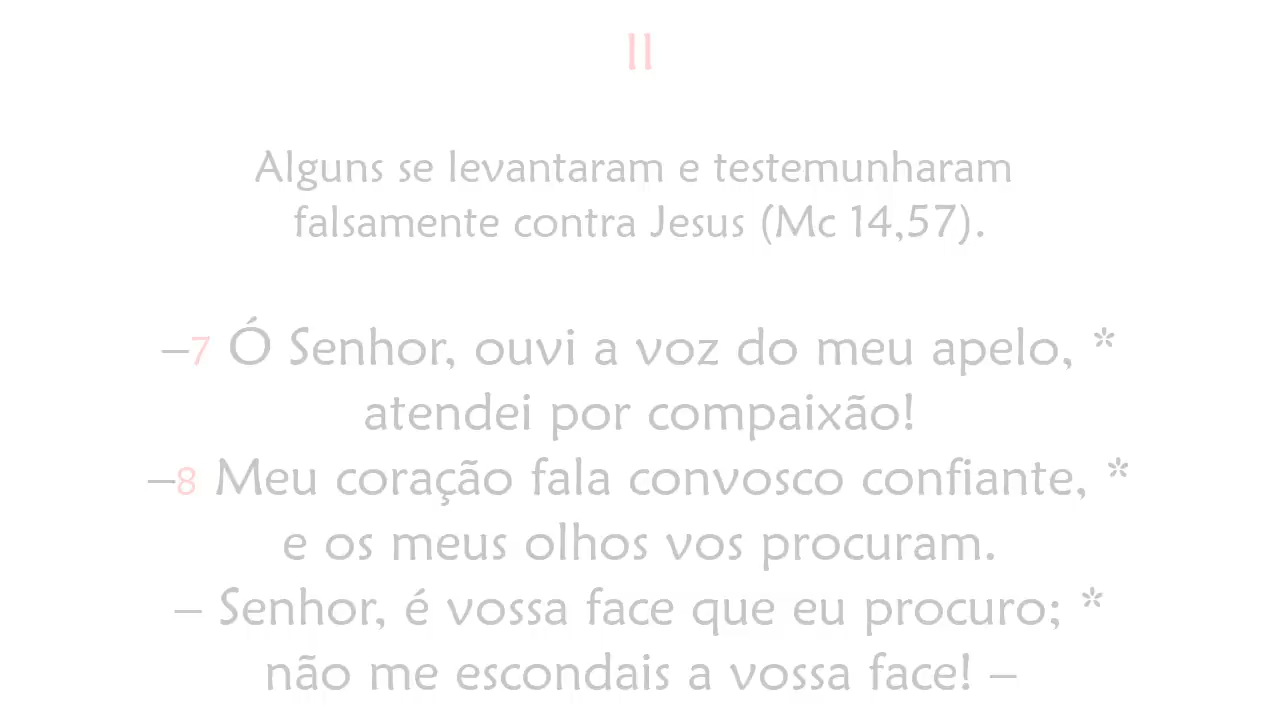 II
Alguns se levantaram e testemunharam
falsamente contra Jesus (Mc 14,57).
–7 Ó Senhor, ouvi a voz do meu apelo, *
atendei por compaixão!
–8 Meu coração fala convosco confiante, *
e os meus olhos vos procuram.
– Senhor, é vossa face que eu procuro; *
não me escondais a vossa face! –